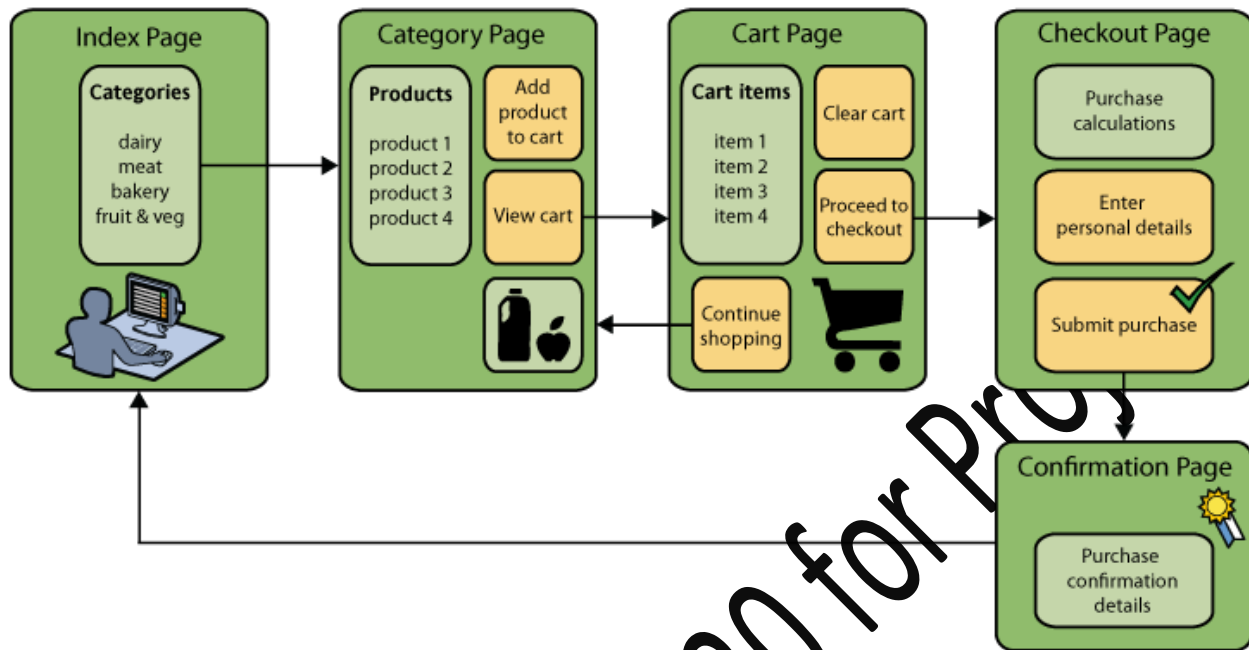 Index Page
Categories
dairy
meat
bakery
fruit & veg
Category Page
Products
product 1
product 2
product 3
product 4
Add
product
to cart
View cart
Cart Page
Cart items
item 1
item 2
item 3
item 4
Clear cart
Proceed to
checkout
Continue
shopping
Checkout Page
Purchase
calculations
Enter
personal details
Submit purchase
Confirmation Page
Purchase
confirmation
details
for